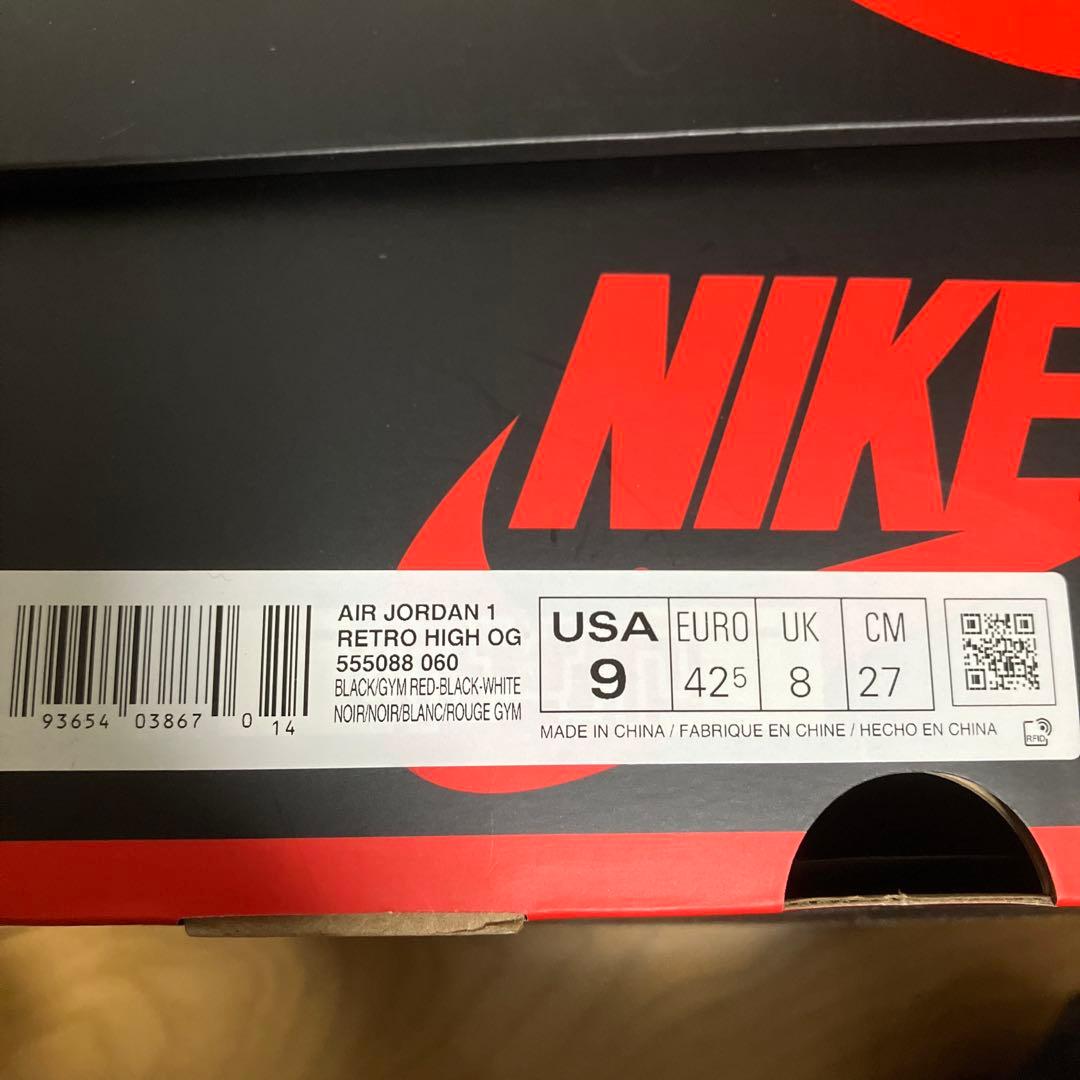 NIKE
93654 03867 0 14
AIR JORDAN 1
RETRO HIGH OG
555088 060
BLACK/GYM RED-BLACK-WHITE
NOIR/NOIR/BLANC/ROUGE GYM
USA EURO UK CM
9 42⁵ 8 27
MADE IN CHINA / FABRIQUE EN CHINE / HECHO EN CHINA
RFID